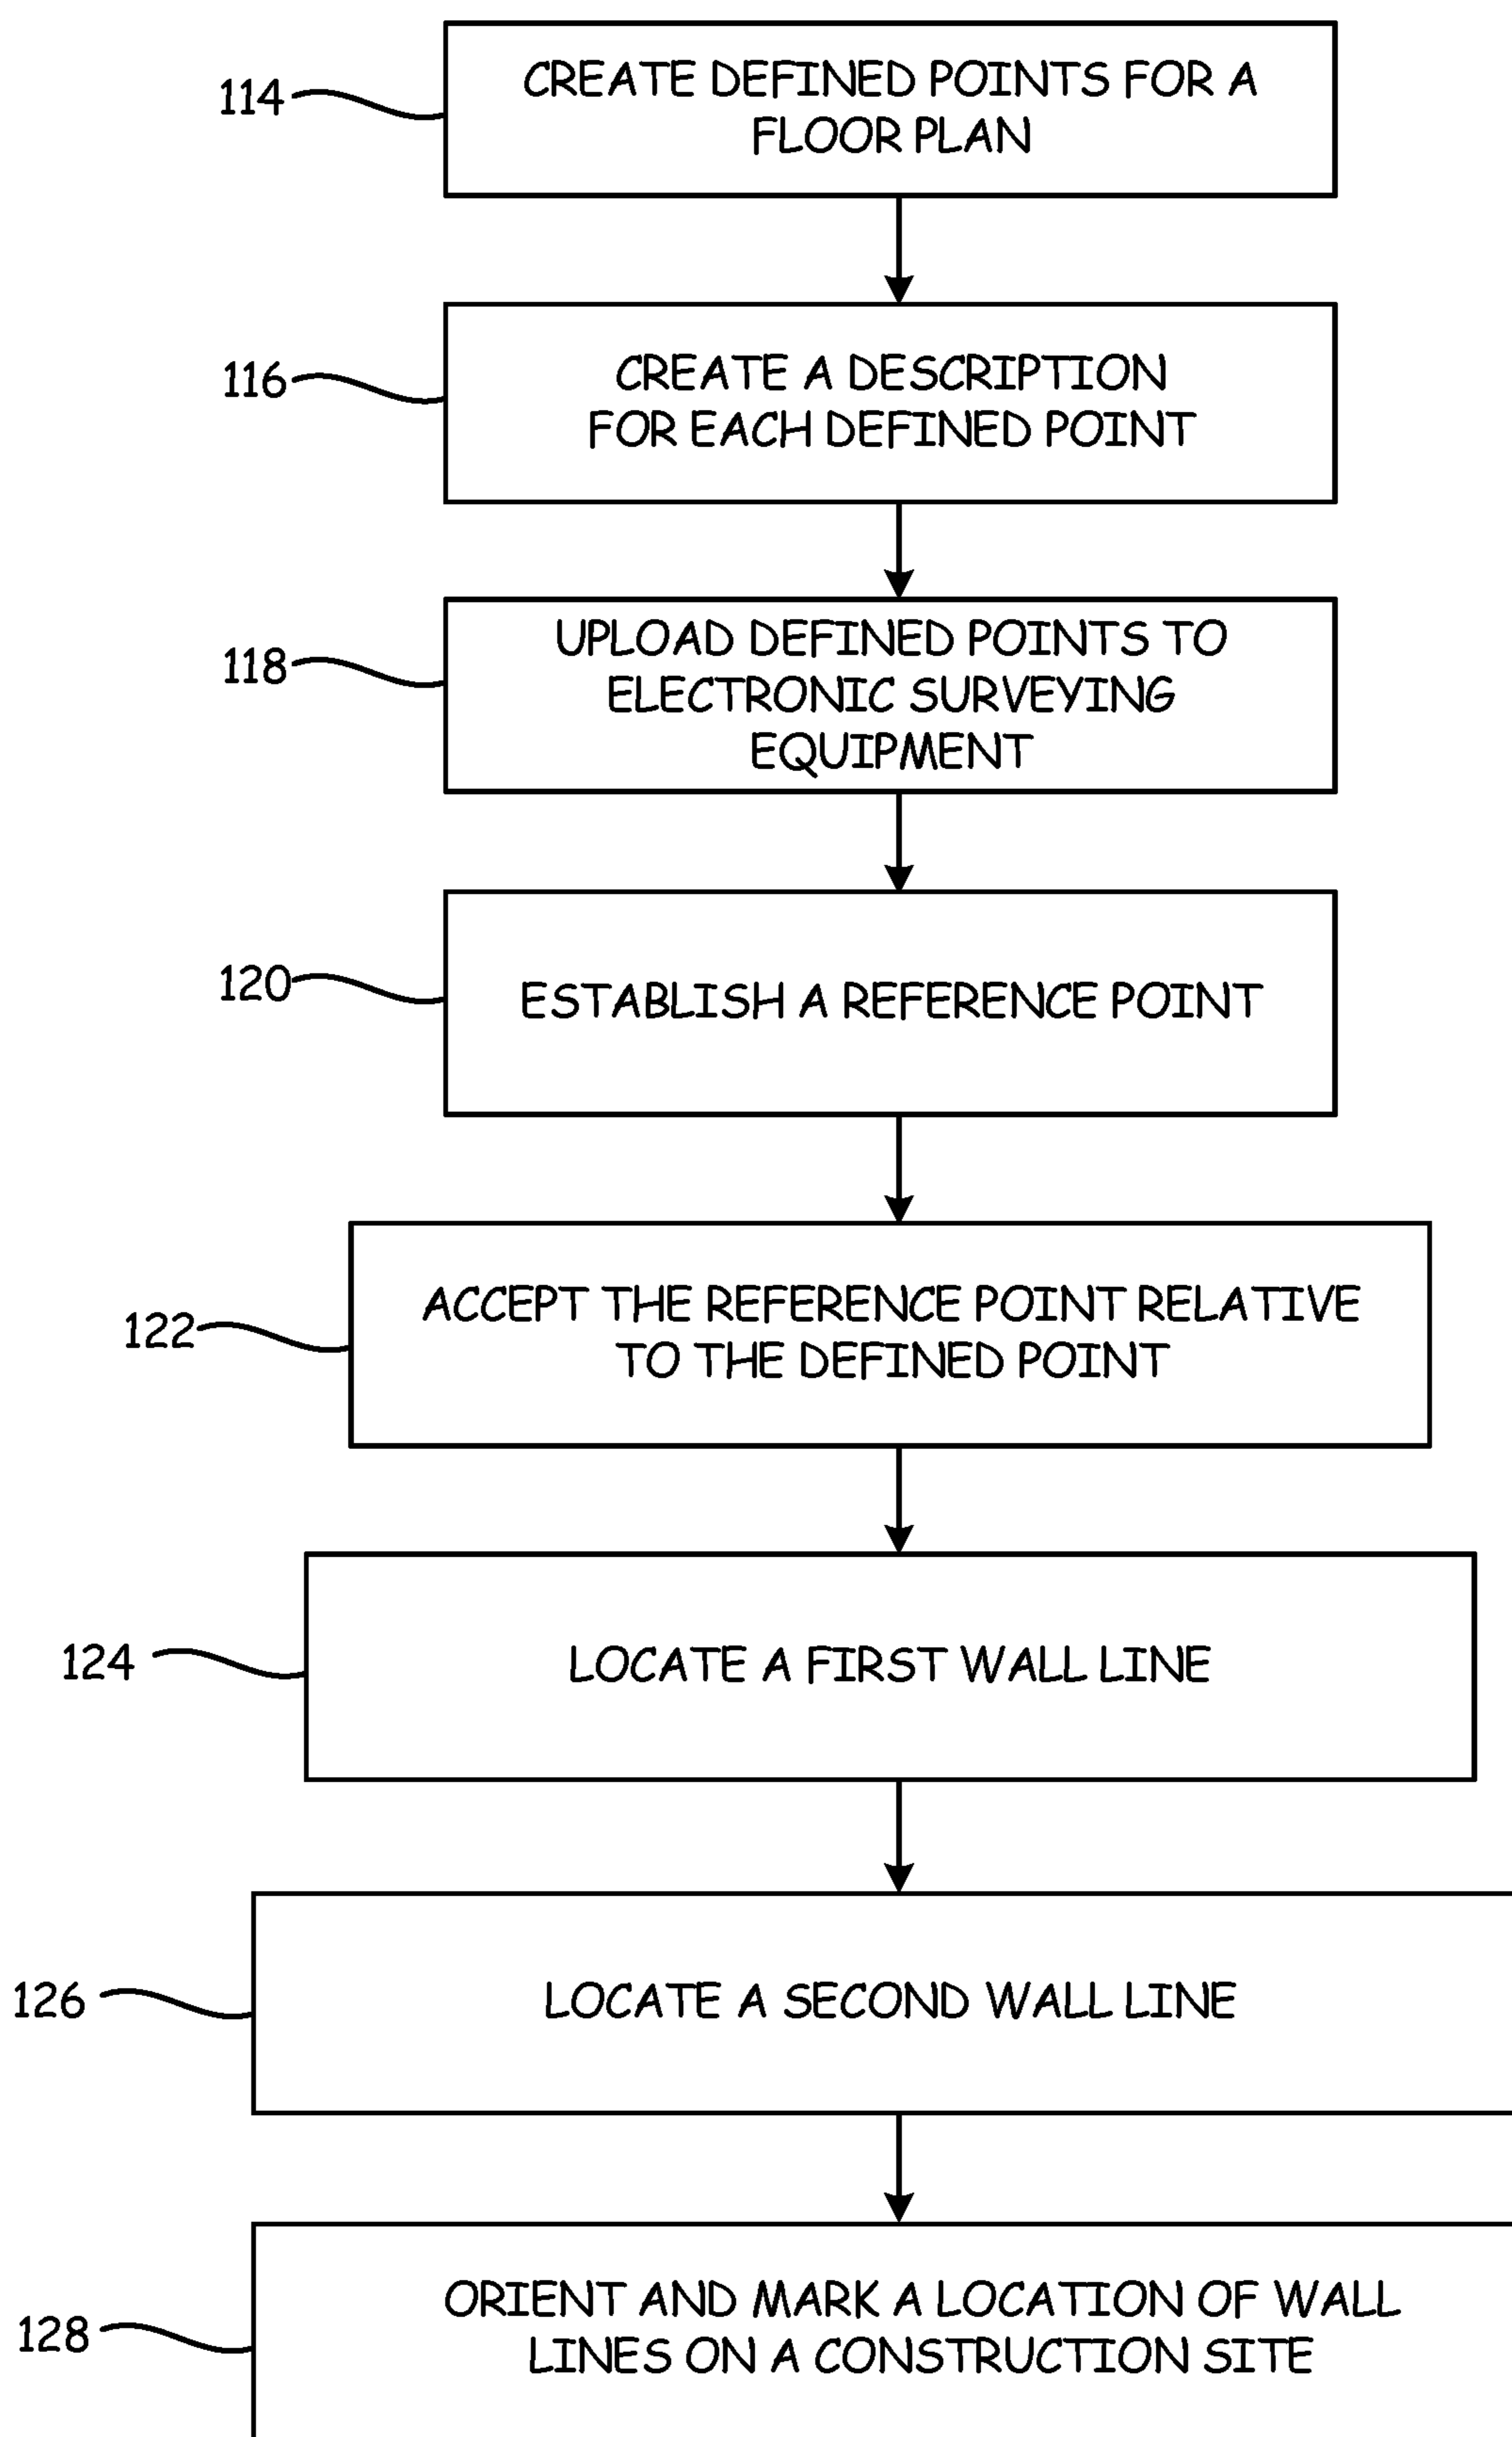 114
CREATE DEFINED POINTS FOR A
FLOOR PLAN
116
CREATE A DESCRIPTION
FOR EACH DEFINED POINT
118
UPLOAD DEFINED POINTS TO
ELECTRONIC SURVEYING
EQUIPMENT
120
ESTABLISH A REFERENCE POINT
122
ACCEPT THE REFERENCE POINT RELATIVE
TO THE DEFINED POINT
124
LOCATE A FIRST WALL LINE
126
LOCATE A SECOND WALL LINE
128
ORIENT AND MARK A LOCATION OF WALL
LINES ON A CONSTRUCTION SITE